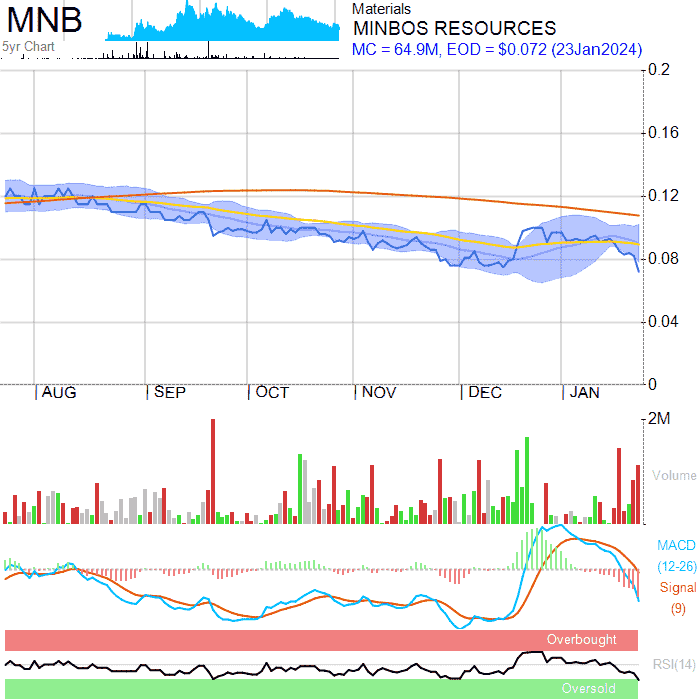 MNB
5yr Chart
Materials
MINBOS RESOURCES
MC = 64.9M, EOD = $0.072 (23Jan2024)
0.2
0.16
0.12
0.08
0.04
0
AUG SEP OCT NOV DEC JAN
2M
Volume
MACD
(12-26)
Signal
(9)
Overbought
RSI(14)
Oversold